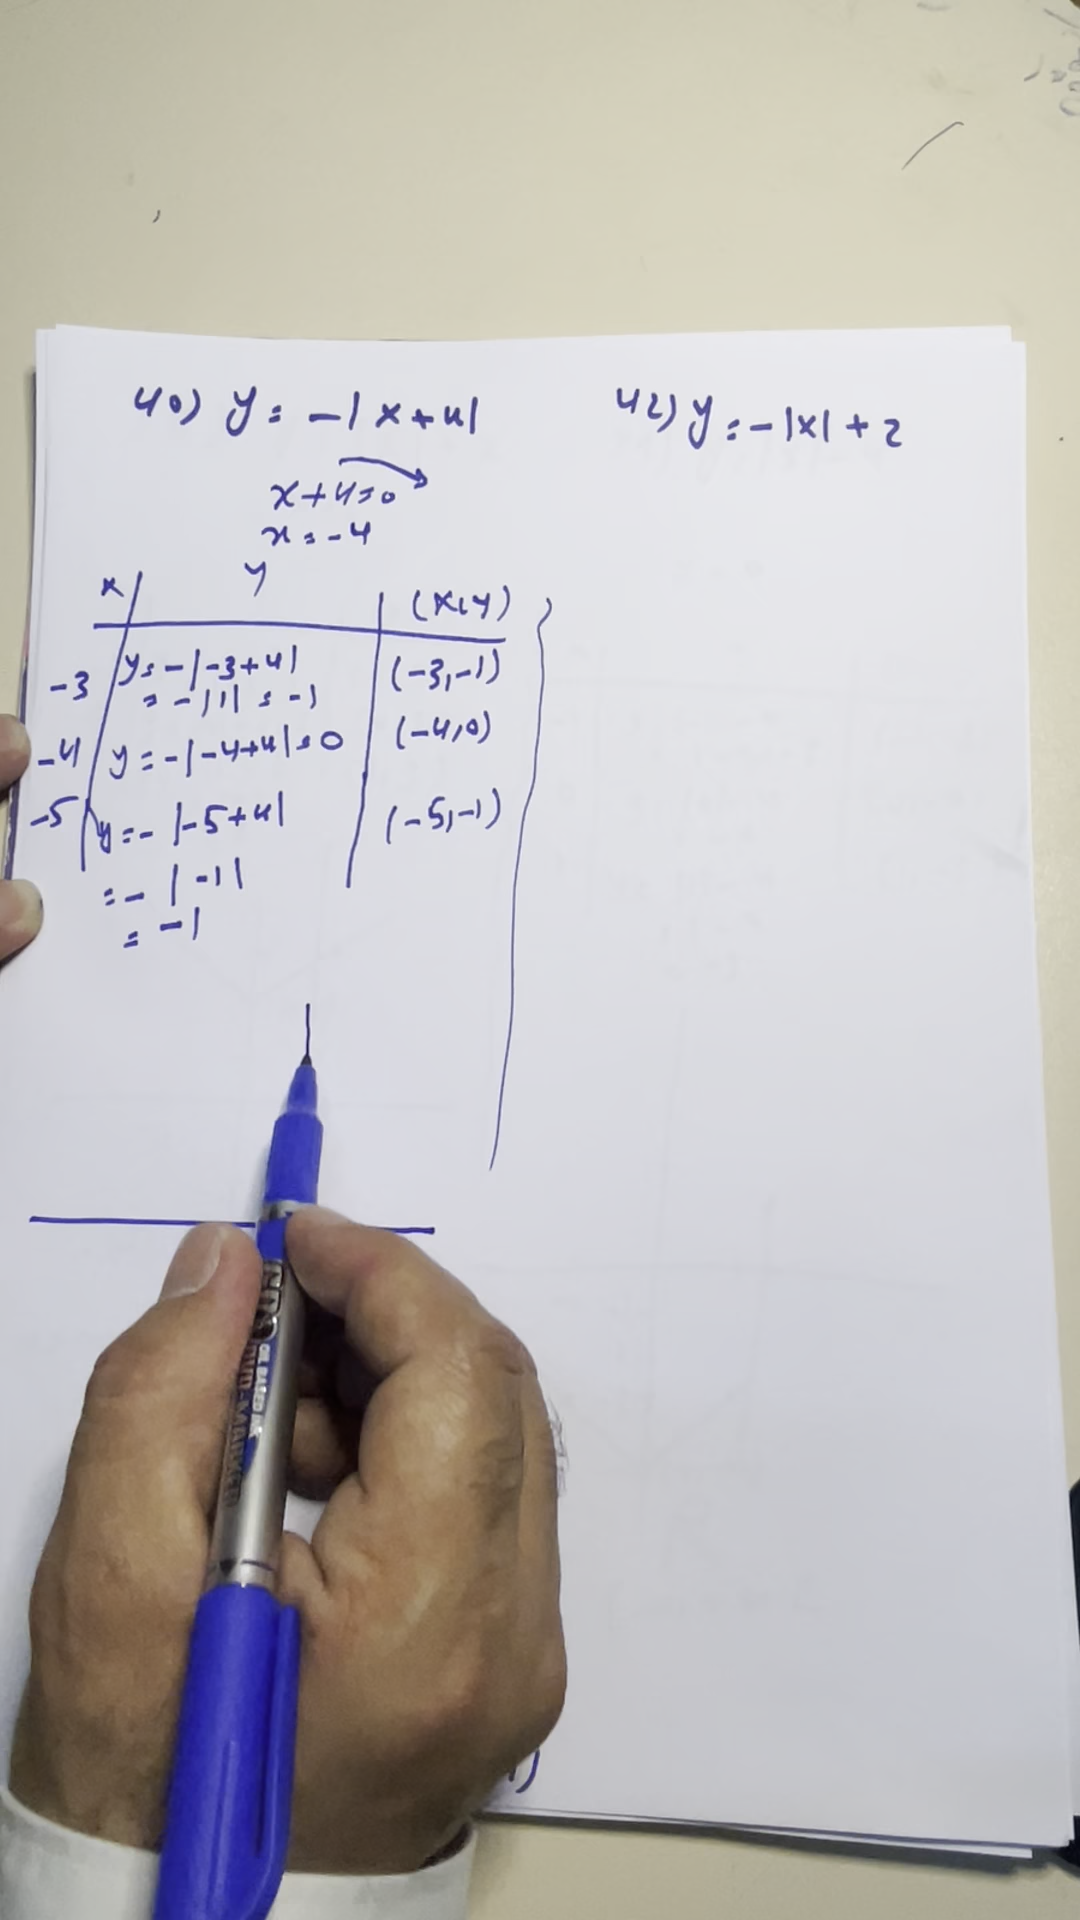 40) y = -|x+4|
x+4=0
x = -4
x y (x,y)
-3 y = -|-3+4| (-3,-1)
= -|1| = -1
-4 y = -|-4+4| = 0 (-4,0)
-5 y = -|-5+4| (-5,-1)
= -|-1|
= -1
42) y = -|x| + 2